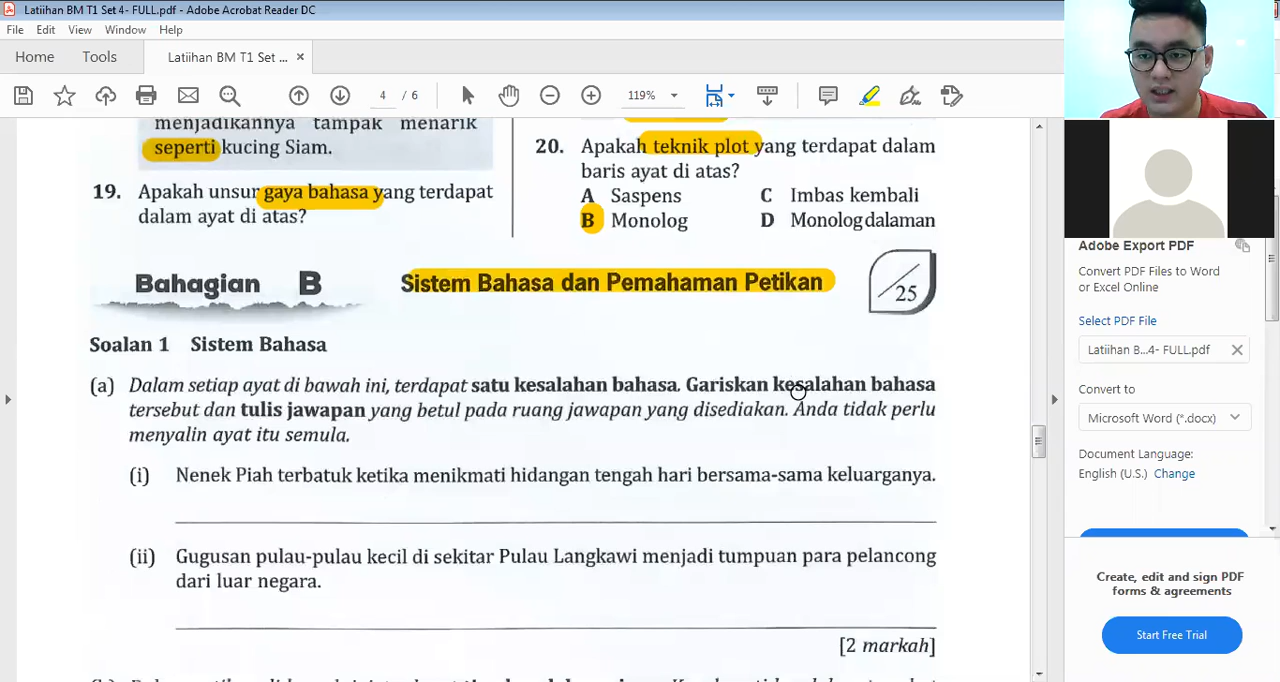 Latiihan BM T1 Set 4- FULL.pdf - Adobe Acrobat Reader DC
File Edit View Window Help
Home Tools Latiihan BM T1 Set ... ×
4 / 6 119%
menjadikannya tampak menarik
seperti kucing Siam.
19. Apakah unsur gaya bahasa yang terdapat
dalam ayat di atas?
20. Apakah teknik plot yang terdapat dalam
baris ayat di atas?
A Saspens C Imbas kembali
B Monolog D Monolog dalaman
Bahagian B Sistem Bahasa dan Pemahaman Petikan
25
Soalan 1 Sistem Bahasa
(a) Dalam setiap ayat di bawah ini, terdapat satu kesalahan bahasa. Gariskan kesalahan bahasa
tersebut dan tulis jawapan yang betul pada ruang jawapan yang disediakan. Anda tidak perlu
menyalin ayat itu semula.
(i) Nenek Piah terbatuk ketika menikmati hidangan tengah hari bersama-sama keluarganya.
(ii) Gugusan pulau-pulau kecil di sekitar Pulau Langkawi menjadi tumpuan para pelancong
dari luar negara.
[2 markah]
Adobe Export PDF
Convert PDF Files to Word
or Excel Online
Select PDF File
Latiihan B...4- FULL.pdf
Convert to
Microsoft Word (*.docx)
Document Language:
English (U.S.) Change
Create, edit and sign PDF
forms & agreements
Start Free Trial